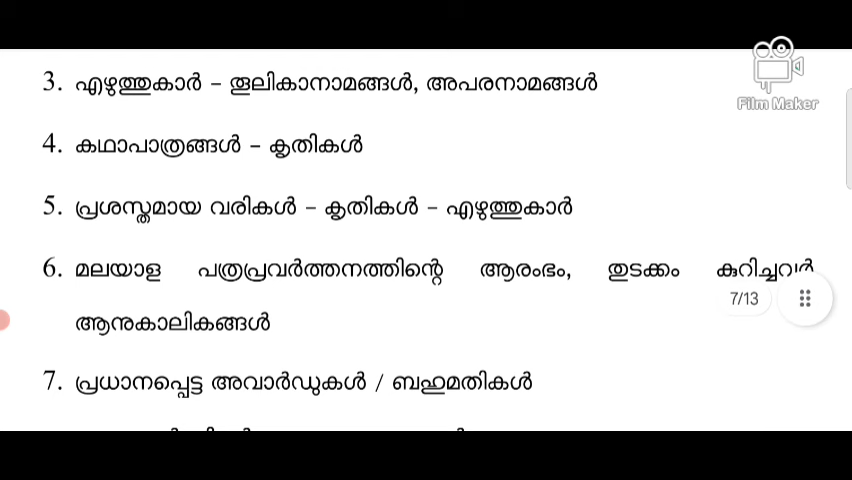 3. എഴുത്തുകാർ – തൂലികാനാമങ്ങൾ, അപരനാമങ്ങൾ
Film Maker
4. കഥാപാത്രങ്ങൾ – കൃതികൾ
5. പ്രശസ്തമായ വരികൾ – കൃതികൾ – എഴുത്തുകാർ
6. മലയാള പത്രപ്രവർത്തനത്തിന്റെ ആരംഭം, തുടക്കം കുറിച്ചവർ
7/13
ആനുകാലികങ്ങൾ
7. പ്രധാനപ്പെട്ട അവാർഡുകൾ / ബഹുമതികൾ